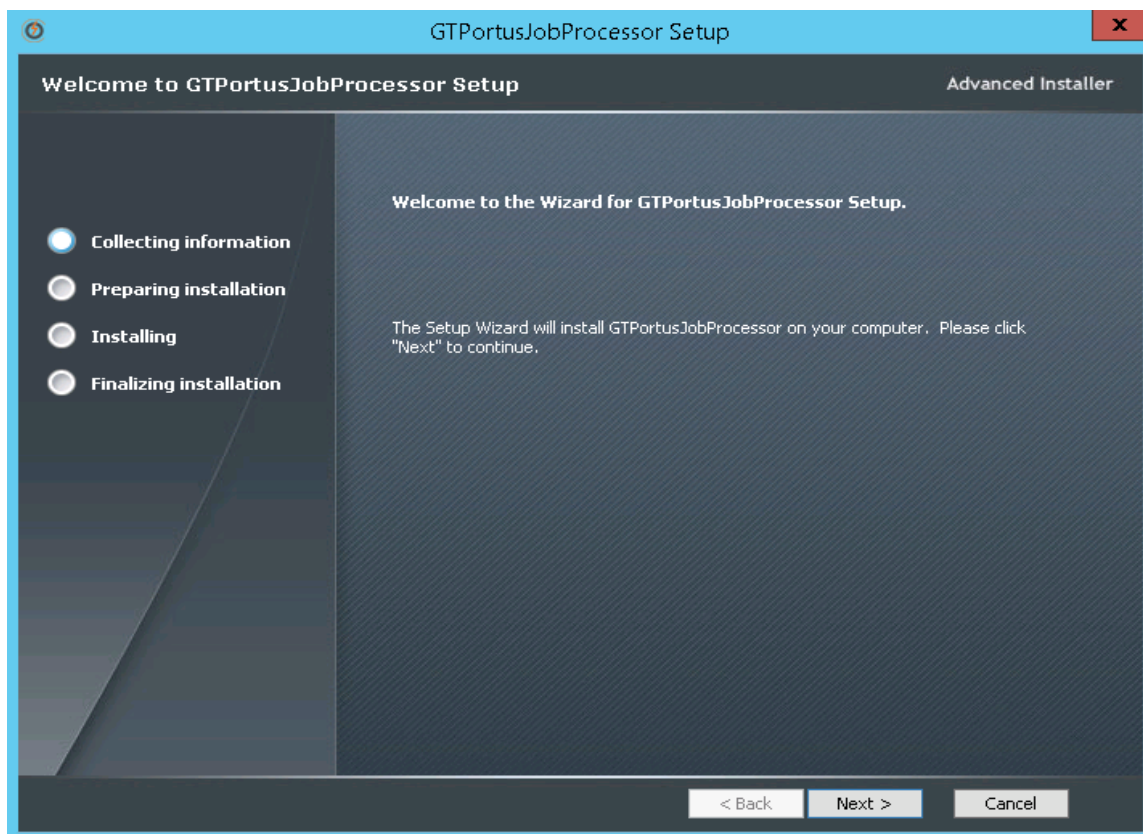 GTPortusJobProcessor Setup
x
Welcome to GTPortusJobProcessor Setup
Advanced Installer
Welcome to the Wizard for GTPortusJobProcessor Setup.
Collecting information
Preparing installation
Installing
Finalizing installation
The Setup Wizard will install GTPortusJobProcessor on your computer. Please click
"Next" to continue.
< Back
Next >
Cancel